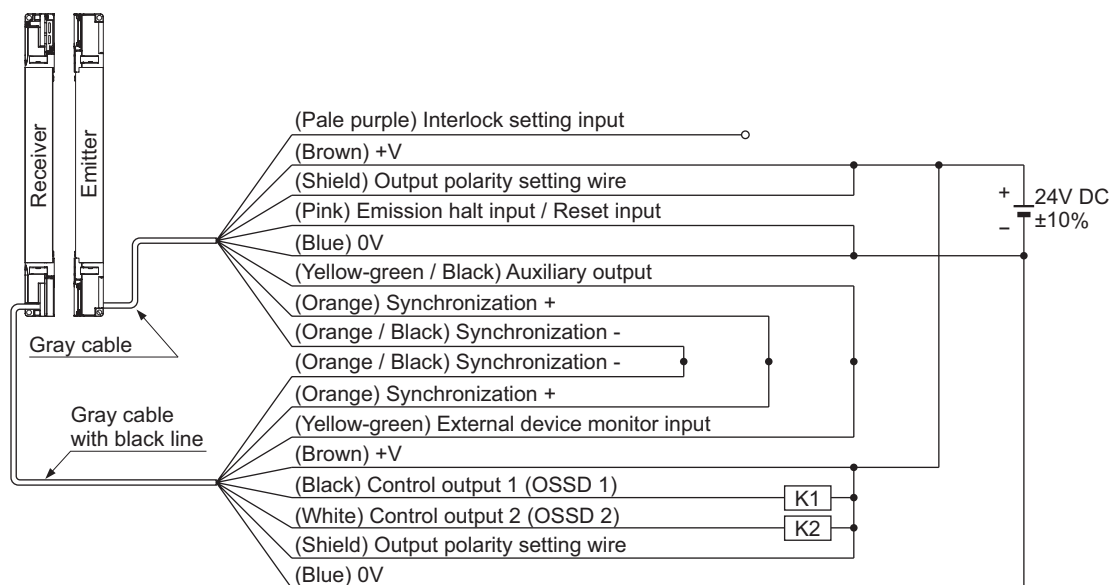 Receiver
Emitter
(Pale purple) Interlock setting input
(Brown) +V
(Shield) Output polarity setting wire
(Pink) Emission halt input / Reset input
(Blue) 0V
(Yellow-green / Black) Auxiliary output
(Orange) Synchronization +
(Orange / Black) Synchronization -
(Orange / Black) Synchronization -
(Orange) Synchronization +
(Yellow-green) External device monitor input
(Brown) +V
(Black) Control output 1 (OSSD 1)
(White) Control output 2 (OSSD 2)
(Shield) Output polarity setting wire
(Blue) 0V
Gray cable
Gray cable
with black line
K1
K2
+
−
24V DC
±10%